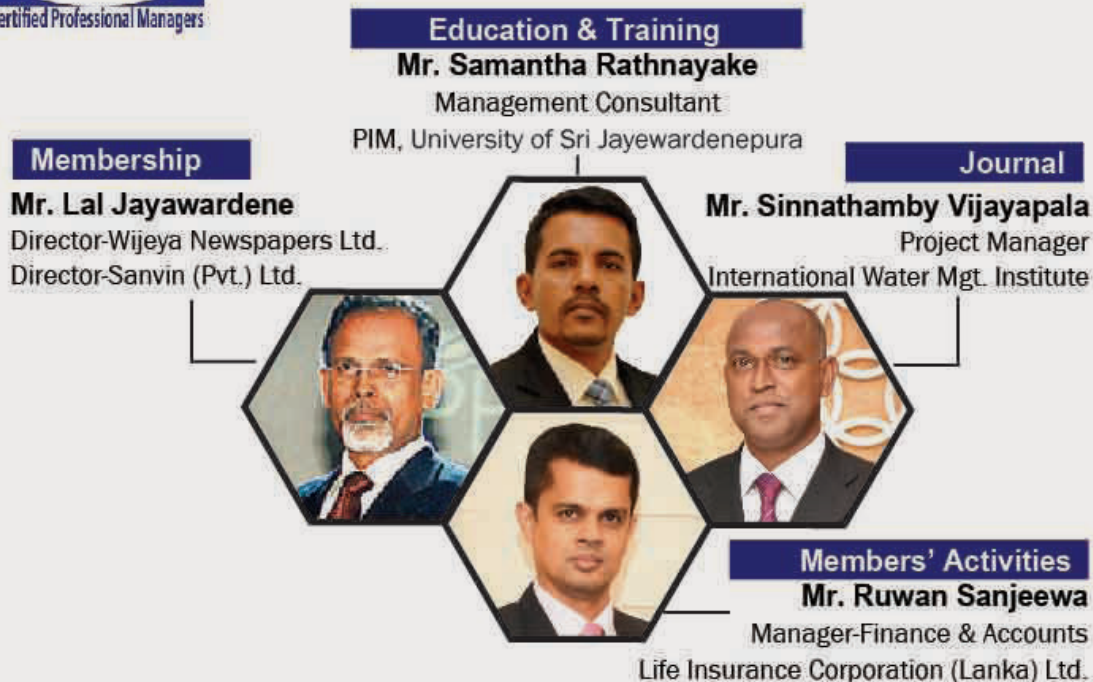 Certified Professional Managers
Education & Training
Mr. Samantha Rathnayake
Management Consultant
PIM, University of Sri Jayewardenepura
Membership
Mr. Lal Jayawardene
Director-Wijeya Newspapers Ltd.
Director-Sanvin (Pvt.) Ltd.
Journal
Mr. Sinnathamby Vijayapala
Project Manager
International Water Mgt. Institute
Members’ Activities
Mr. Ruwan Sanjeewa
Manager-Finance & Accounts
Life Insurance Corporation (Lanka) Ltd.